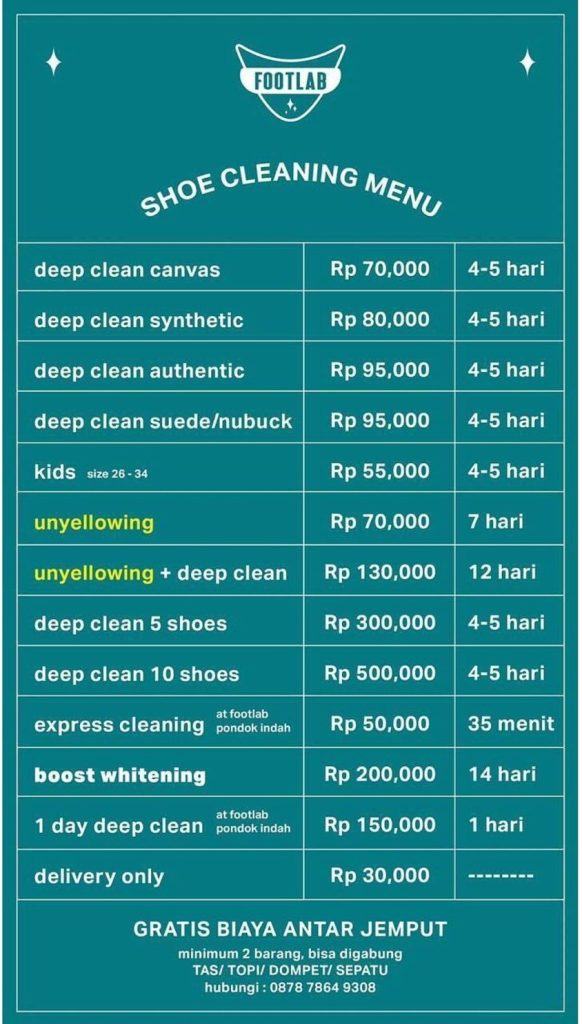 FOOTLAB
SHOE CLEANING MENU
deep clean canvas Rp 70,000 4-5 hari
deep clean synthetic Rp 80,000 4-5 hari
deep clean authentic Rp 95,000 4-5 hari
deep clean suede/nubuck Rp 95,000 4-5 hari
kids size 26 - 34 Rp 55,000 4-5 hari
unyellowing Rp 70,000 7 hari
unyellowing + deep clean Rp 130,000 12 hari
deep clean 5 shoes Rp 300,000 4-5 hari
deep clean 10 shoes Rp 500,000 4-5 hari
express cleaning at footlab pondok indah Rp 50,000 35 menit
boost whitening Rp 200,000 14 hari
1 day deep clean at footlab pondok indah Rp 150,000 1 hari
delivery only Rp 30,000 --------
GRATIS BIAYA ANTAR JEMPUT
minimum 2 barang, bisa digabung
TAS/ TOPI/ DOMPET/ SEPATU
hubungi : 0878 7864 9308